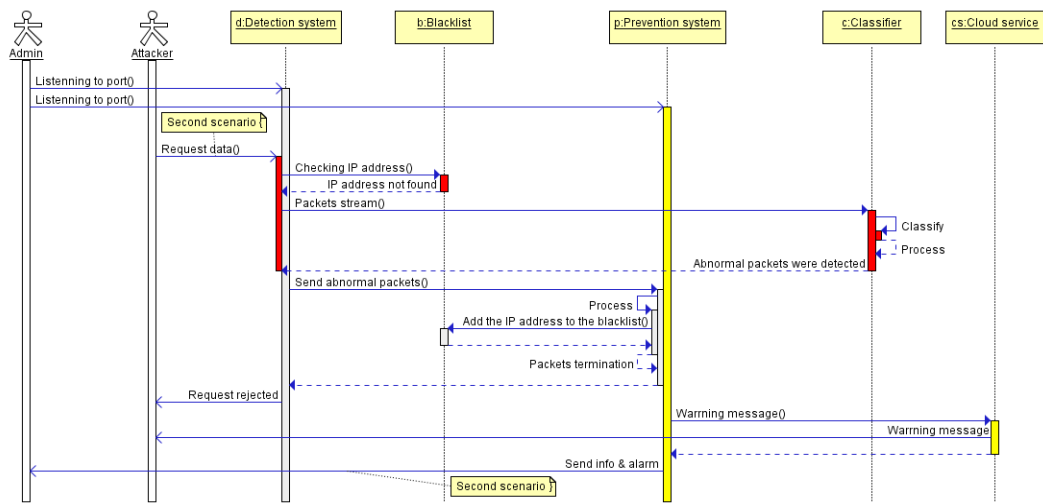 d:Detection system
b:Blacklist
p:Prevention system
c:Classifier
cs:Cloud service
Admin
Attacker
Listenning to port()
Listenning to port()
Second scenario {
Request data()
Checking IP address()
IP address not found
Packets stream()
Classify
Process
Abnormal packets were detected
Send abnormal packets()
Process
Add the IP address to the blacklist()
Packets termination
Request rejected
Warrning message()
Warrning message
Send info & alarm
Second scenario }